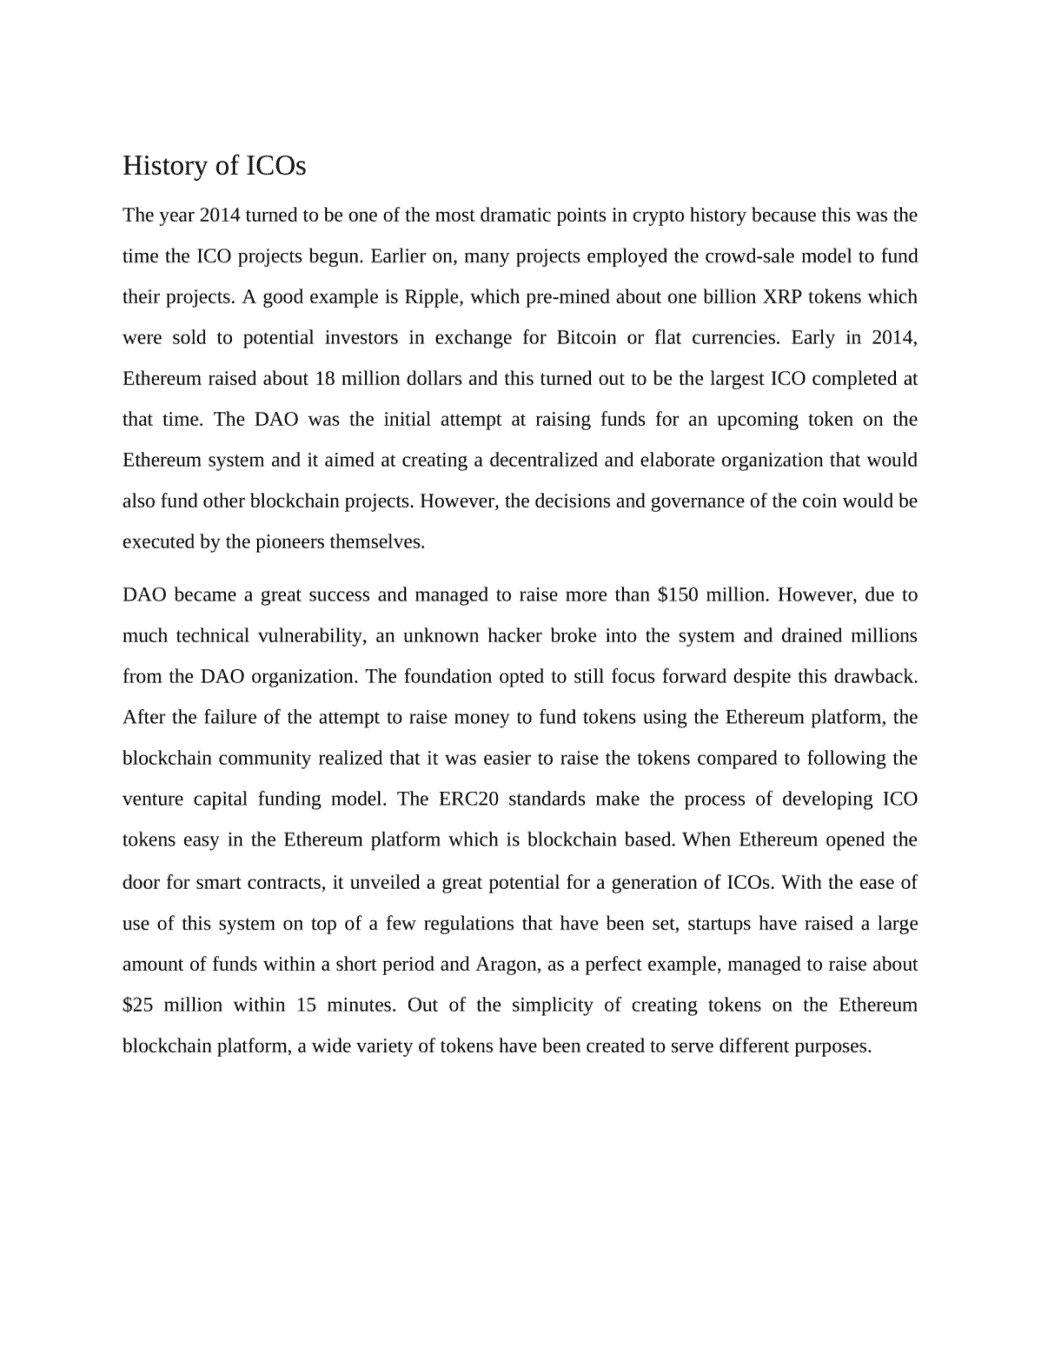 History of ICOs
The year 2014 turned to be one of the most dramatic points in crypto history because this was the
time the ICO projects begun. Earlier on, many projects employed the crowd-sale model to fund
their projects. A good example is Ripple, which pre-mined about one billion XRP tokens which
were sold to potential investors in exchange for Bitcoin or flat currencies. Early in 2014,
Ethereum raised about 18 million dollars and this turned out to be the largest ICO completed at
that time. The DAO was the initial attempt at raising funds for an upcoming token on the
Ethereum system and it aimed at creating a decentralized and elaborate organization that would
also fund other blockchain projects. However, the decisions and governance of the coin would be
executed by the pioneers themselves.
DAO became a great success and managed to raise more than $150 million. However, due to
much technical vulnerability, an unknown hacker broke into the system and drained millions
from the DAO organization. The foundation opted to still focus forward despite this drawback.
After the failure of the attempt to raise money to fund tokens using the Ethereum platform, the
blockchain community realized that it was easier to raise the tokens compared to following the
venture capital funding model. The ERC20 standards make the process of developing ICO
tokens easy in the Ethereum platform which is blockchain based. When Ethereum opened the
door for smart contracts, it unveiled a great potential for a generation of ICOs. With the ease of
use of this system on top of a few regulations that have been set, startups have raised a large
amount of funds within a short period and Aragon, as a perfect example, managed to raise about
$25 million within 15 minutes. Out of the simplicity of creating tokens on the Ethereum
blockchain platform, a wide variety of tokens have been created to serve different purposes.